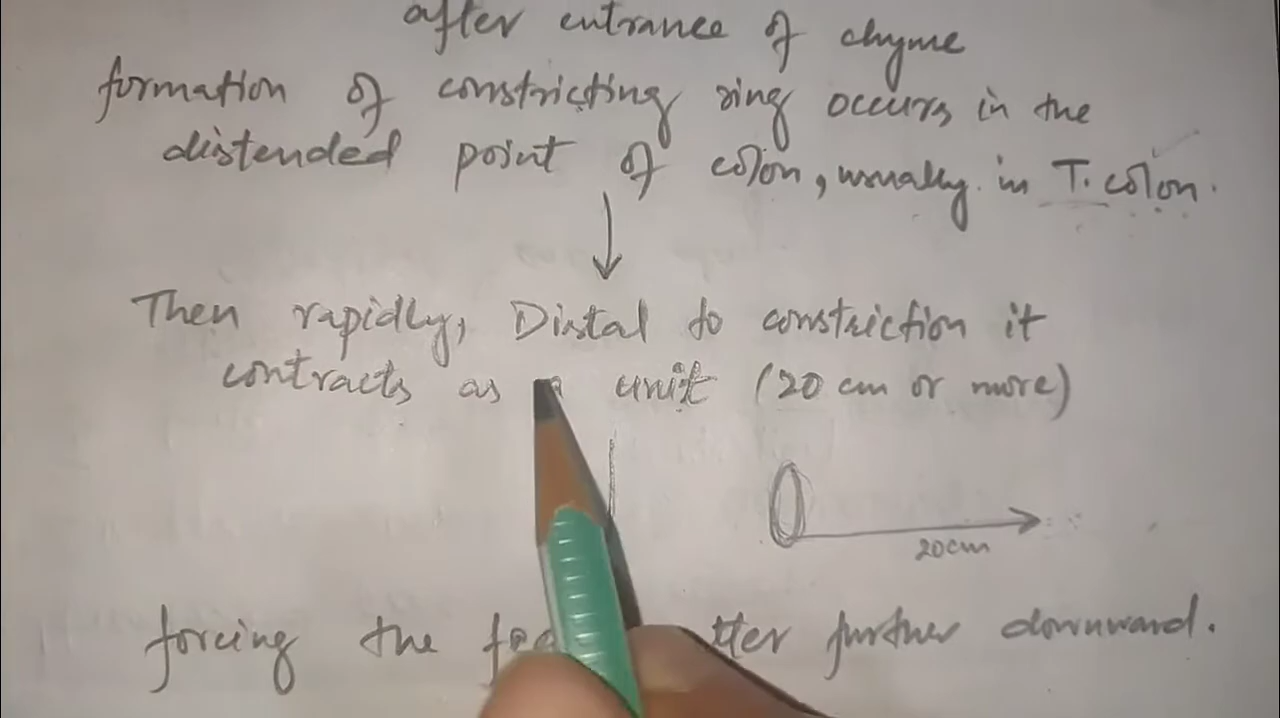 after entrance of chyme
formation of constricting ring occurs in the
distended point of colon, usually in T. colon.
Then rapidly, Distal to constriction it
contracts as a unit (20 cm or more)
20cm
forcing the further downward.